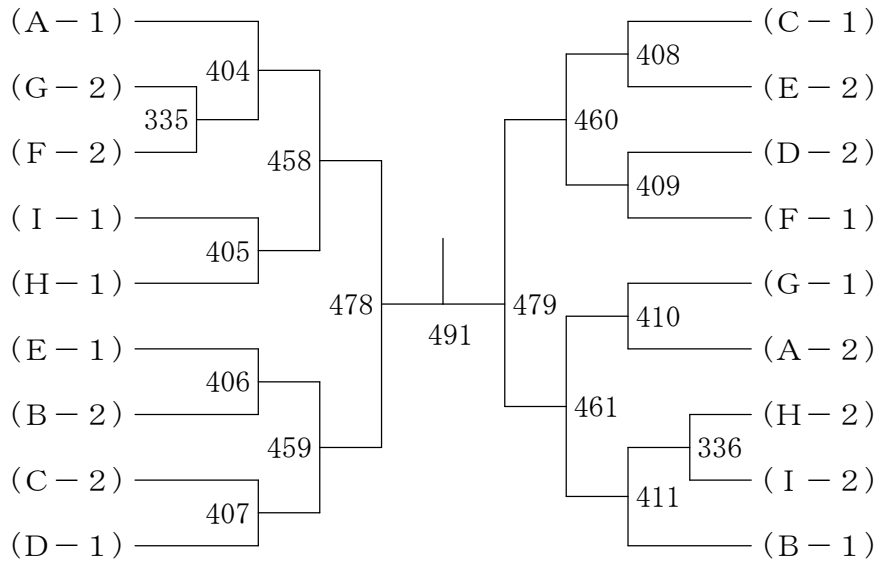 (A－1)
(G－2)
(F－2)
(I－1)
(H－1)
(E－1)
(B－2)
(C－2)
(D－1)
335
404
405
406
407
458
459
478
491
479
460
461
408
409
410
336
411
(C－1)
(E－2)
(D－2)
(F－1)
(G－1)
(A－2)
(H－2)
(I－2)
(B－1)